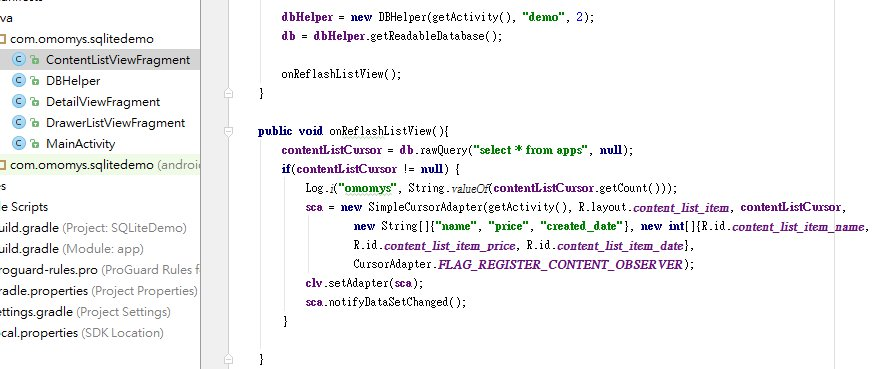 va
com.omomys.sqlitedemo
ContentListViewFragment
DBHelper
DetailViewFragment
DrawerListViewFragment
MainActivity
com.omomys.sqlitedemo (android
es
le Scripts
uild.gradle (Project: SQLiteDemo)
uild.gradle (Module: app)
roguard-rules.pro (ProGuard Rules f
radle.properties (Project Properties)
ettings.gradle (Project Settings)
ocal.properties (SDK Location)
dbHelper = new DBHelper(getActivity(), "demo", 2);
db = dbHelper.getReadableDatabase();
onReflashListView();
}
public void onReflashListView(){
contentListCursor = db.rawQuery("select * from apps", null);
if(contentListCursor != null) {
Log.i("omomys", String.valueOf(contentListCursor.getCount()));
sca = new SimpleCursorAdapter(getActivity(), R.layout.content_list_item, contentListCursor,
new String[]{"name", "price", "created_date"}, new int[]{R.id.content_list_item_name,
R.id.content_list_item_price, R.id.content_list_item_date},
CursorAdapter.FLAG_REGISTER_CONTENT_OBSERVER);
clv.setAdapter(sca);
sca.notifyDataSetChanged();
}
}